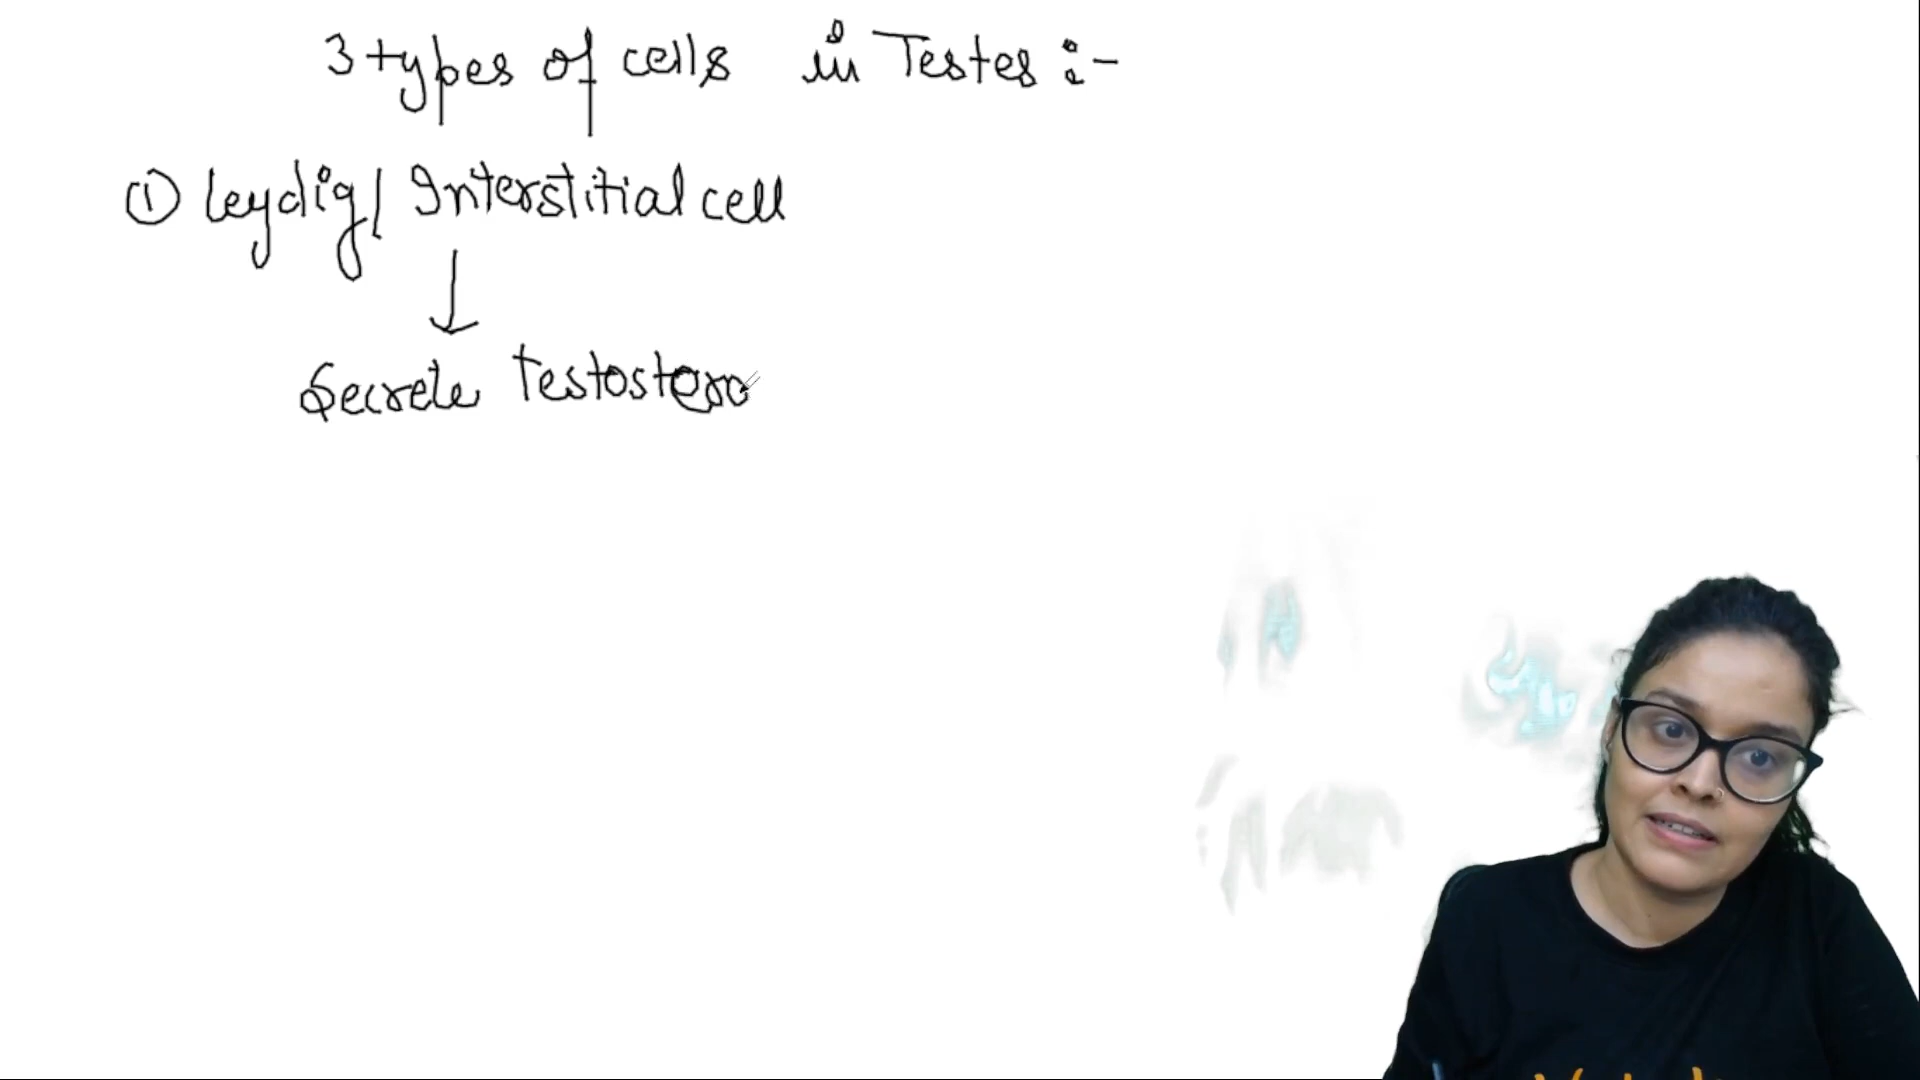 3 types of cells in Testes :-
① Leydig/ Interstitial cell
↓
Secrete Testostero